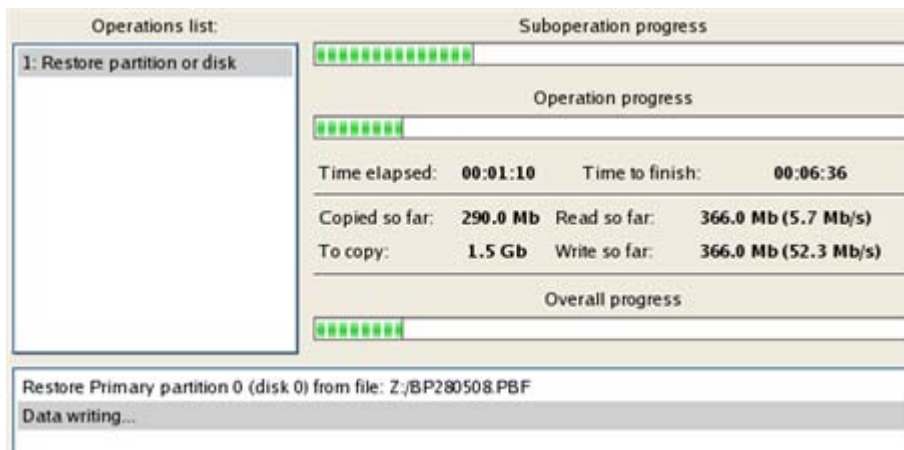 Operations list:
1: Restore partition or disk
Suboperation progress
Operation progress
Time elapsed: 00:01:10 Time to finish: 00:06:36
Copied so far: 290.0 Mb Read so far: 366.0 Mb (5.7 Mb/s)
To copy: 1.5 Gb Write so far: 366.0 Mb (52.3 Mb/s)
Overall progress
Restore Primary partition 0 (disk 0) from file: Z:/BP280508.PBF
Data writing...